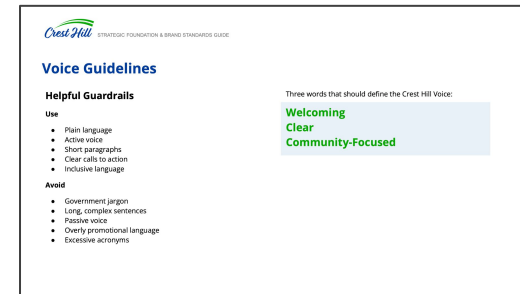 Crest Hill STRATEGIC FOUNDATION & BRAND STANDARDS GUIDE
Voice Guidelines
Helpful Guardrails
Use
● Plain language
● Active voice
● Short paragraphs
● Clear calls to action
● Inclusive language
Avoid
● Government jargon
● Long, complex sentences
● Passive voice
● Overly promotional language
● Excessive acronyms
Three words that should define the Crest Hill Voice:
Welcoming
Clear
Community-Focused